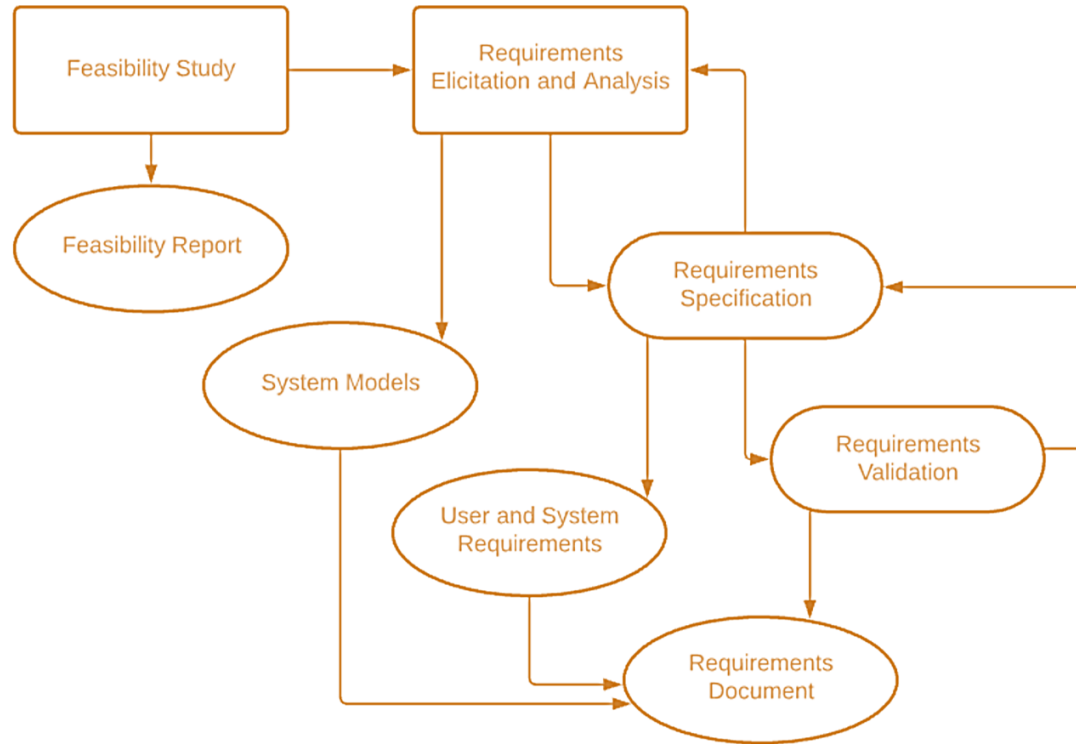 Feasibility Study
Requirements
Elicitation and Analysis
Feasibility Report
Requirements
Specification
System Models
Requirements
Validation
User and System
Requirements
Requirements
Document